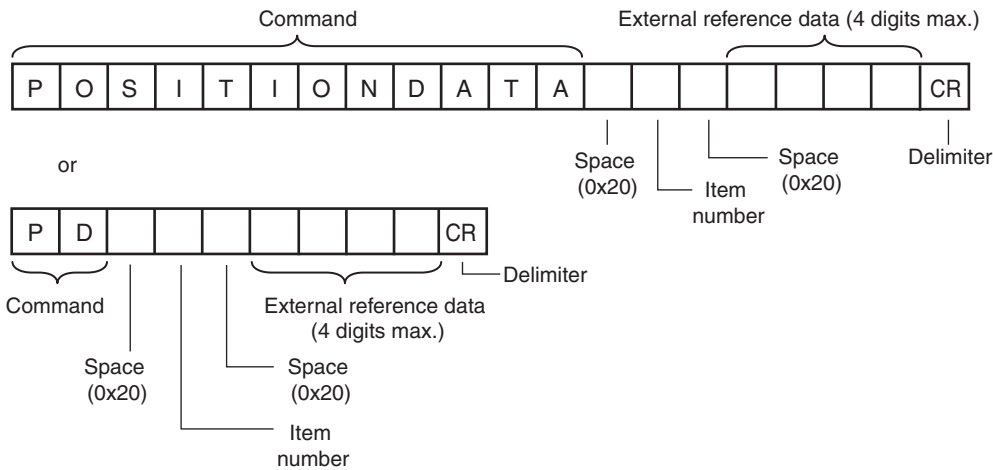 Command
External reference data (4 digits max.)
P O S I T I O N D A T A CR
Space
(0x20)
Item
number
Space
(0x20)
Delimiter
or
P D CR
Delimiter
Command
External reference data
(4 digits max.)
Space
(0x20)
Space
(0x20)
Item
number